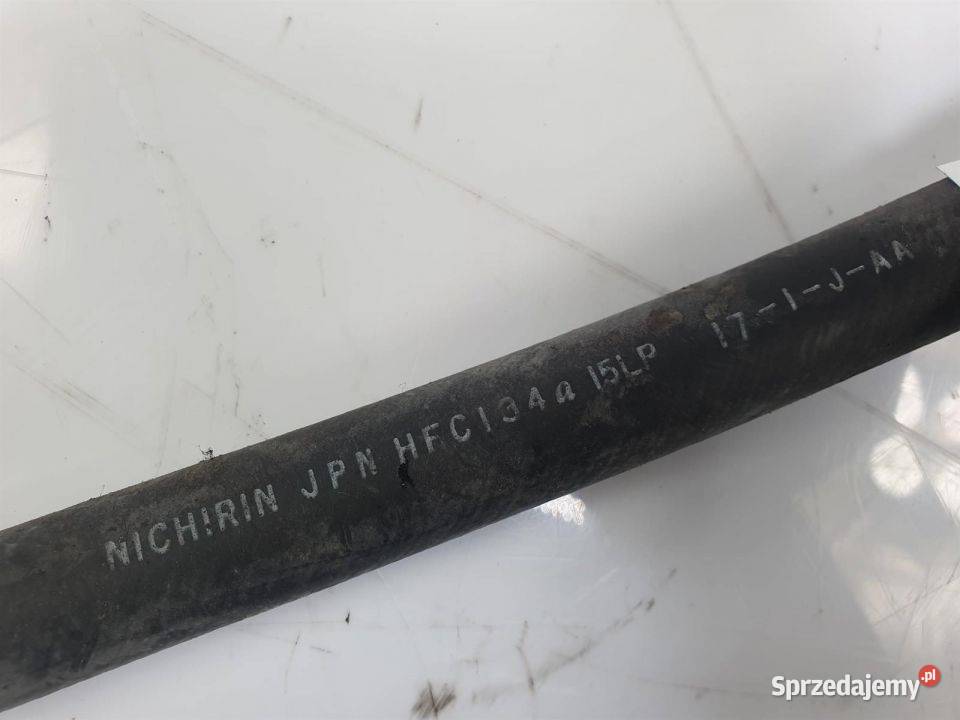 NICHIRIN JPN HFC134a 15LP 17-1-J-AA
Sprzedajemy.pl